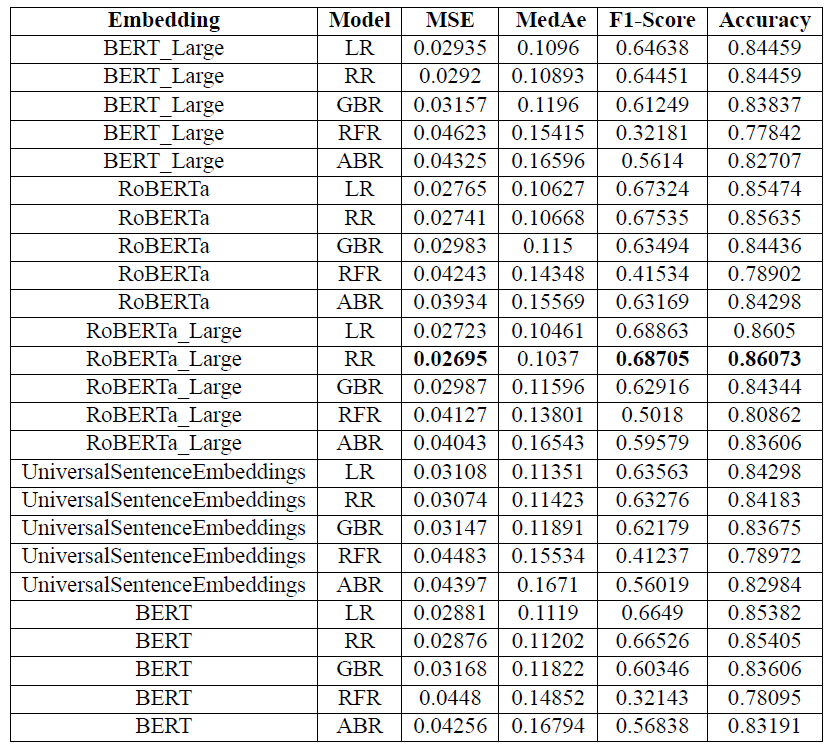 Embedding Model MSE MedAe F1-Score Accuracy
BERT_Large LR 0.02935 0.1096 0.64638 0.84459
BERT_Large RR 0.0292 0.10893 0.64451 0.84459
BERT_Large GBR 0.03157 0.1196 0.61249 0.83837
BERT_Large RFR 0.04623 0.15415 0.32181 0.77842
BERT_Large ABR 0.04325 0.16596 0.5614 0.82707
RoBERTa LR 0.02765 0.10627 0.67324 0.85474
RoBERTa RR 0.02741 0.10668 0.67535 0.85635
RoBERTa GBR 0.02983 0.115 0.63494 0.84436
RoBERTa RFR 0.04243 0.14348 0.41534 0.78902
RoBERTa ABR 0.03934 0.15569 0.63169 0.84298
RoBERTa_Large LR 0.02723 0.10461 0.68863 0.8605
RoBERTa_Large RR 0.02695 0.1037 0.68705 0.86073
RoBERTa_Large GBR 0.02987 0.11596 0.62916 0.84344
RoBERTa_Large RFR 0.04127 0.13801 0.5018 0.80862
RoBERTa_Large ABR 0.04043 0.16543 0.59579 0.83606
UniversalSentenceEmbeddings LR 0.03108 0.11351 0.63563 0.84298
UniversalSentenceEmbeddings RR 0.03074 0.11423 0.63276 0.84183
UniversalSentenceEmbeddings GBR 0.03147 0.11891 0.62179 0.83675
UniversalSentenceEmbeddings RFR 0.04483 0.15534 0.41237 0.78972
UniversalSentenceEmbeddings ABR 0.04397 0.1671 0.56019 0.82984
BERT LR 0.02881 0.1119 0.6649 0.85382
BERT RR 0.02876 0.11202 0.66526 0.85405
BERT GBR 0.03168 0.11822 0.60346 0.83606
BERT RFR 0.0448 0.14852 0.32143 0.78095
BERT ABR 0.04256 0.16794 0.56838 0.83191